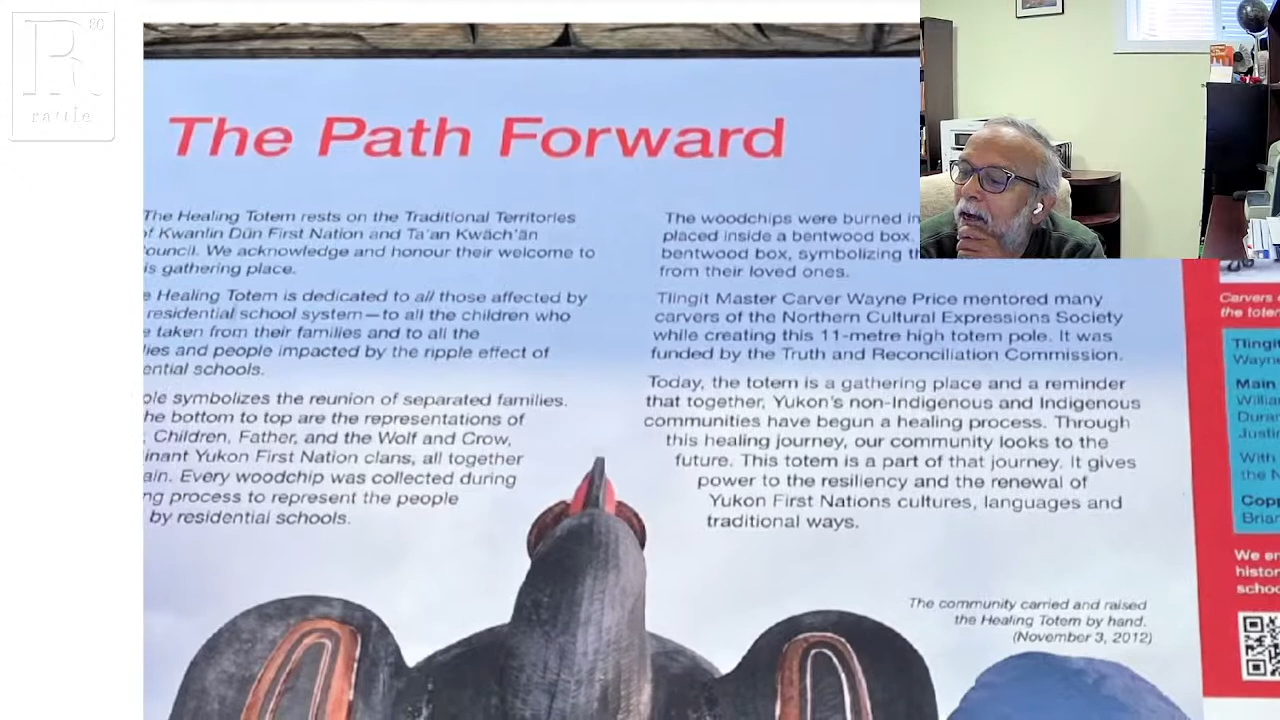 R
80
rattle
The Path Forward
The Healing Totem rests on the Traditional Territories
of Kwanlin Dün First Nation and Ta'an Kwäch'än
Council. We acknowledge and honour their welcome to
is gathering place.
e Healing Totem is dedicated to all those affected by
residential school system—to all the children who
e taken from their families and to all the
lies and people impacted by the ripple effect of
ential schools.
ole symbolizes the reunion of separated families.
he bottom to top are the representations of
, Children, Father, and the Wolf and Crow,
inant Yukon First Nation clans, all together
ain. Every woodchip was collected during
ng process to represent the people
by residential schools.
The woodchips were burned in
placed inside a bentwood box,
bentwood box, symbolizing th
from their loved ones.
Tlingit Master Carver Wayne Price mentored many
carvers of the Northern Cultural Expressions Society
while creating this 11-metre high totem pole. It was
funded by the Truth and Reconciliation Commission.
Today, the totem is a gathering place and a reminder
that together, Yukon's non-Indigenous and Indigenous
communities have begun a healing process. Through
this healing journey, our community looks to the
future. This totem is a part of that journey. It gives
power to the resiliency and the renewal of
Yukon First Nations cultures, languages and
traditional ways.
The community carried and raised
the Healing Totem by hand.
(November 3, 2012)
Carvers
the toter
Tlingit
Wayne
Main
Willia
Duran
Justin
With
the N
Copp
Brian
We en
histor
schoo